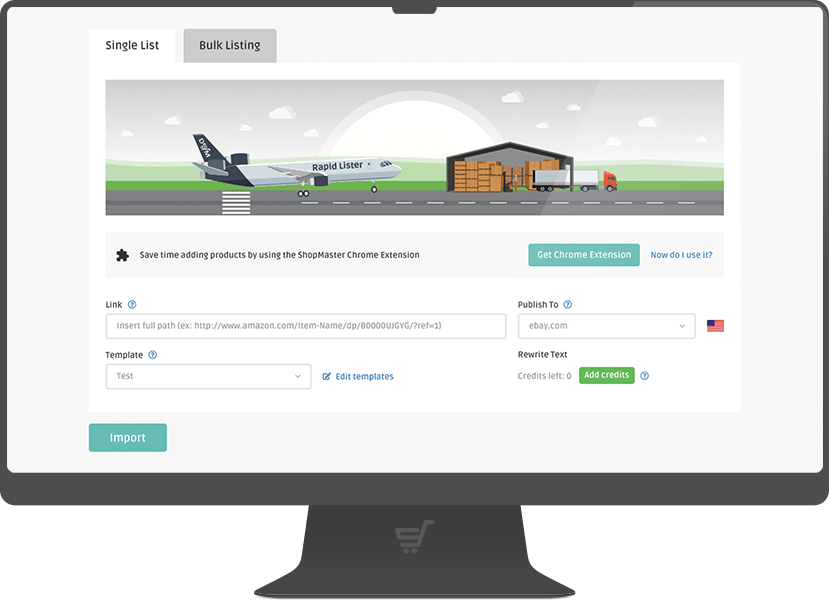 Single List
Bulk Listing
DSM
Rapid Lister
Save time adding products by using the ShopMaster Chrome Extension
Get Chrome Extension
Now do I use it?
Link ?
Publish To ?
Insert full path (ex: http://www.amazon.com/Item-Name/dp/B0000UJGYG/?ref=1)
ebay.com
Template ?
Rewrite Text
Test
Edit templates
Credits left: 0
Add credits
?
Import